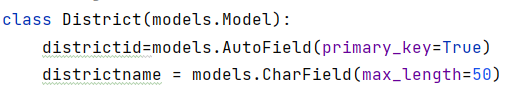 class District(models.Model):
    districtid=models.AutoField(primary_key=True)
    districtname = models.CharField(max_length=50)